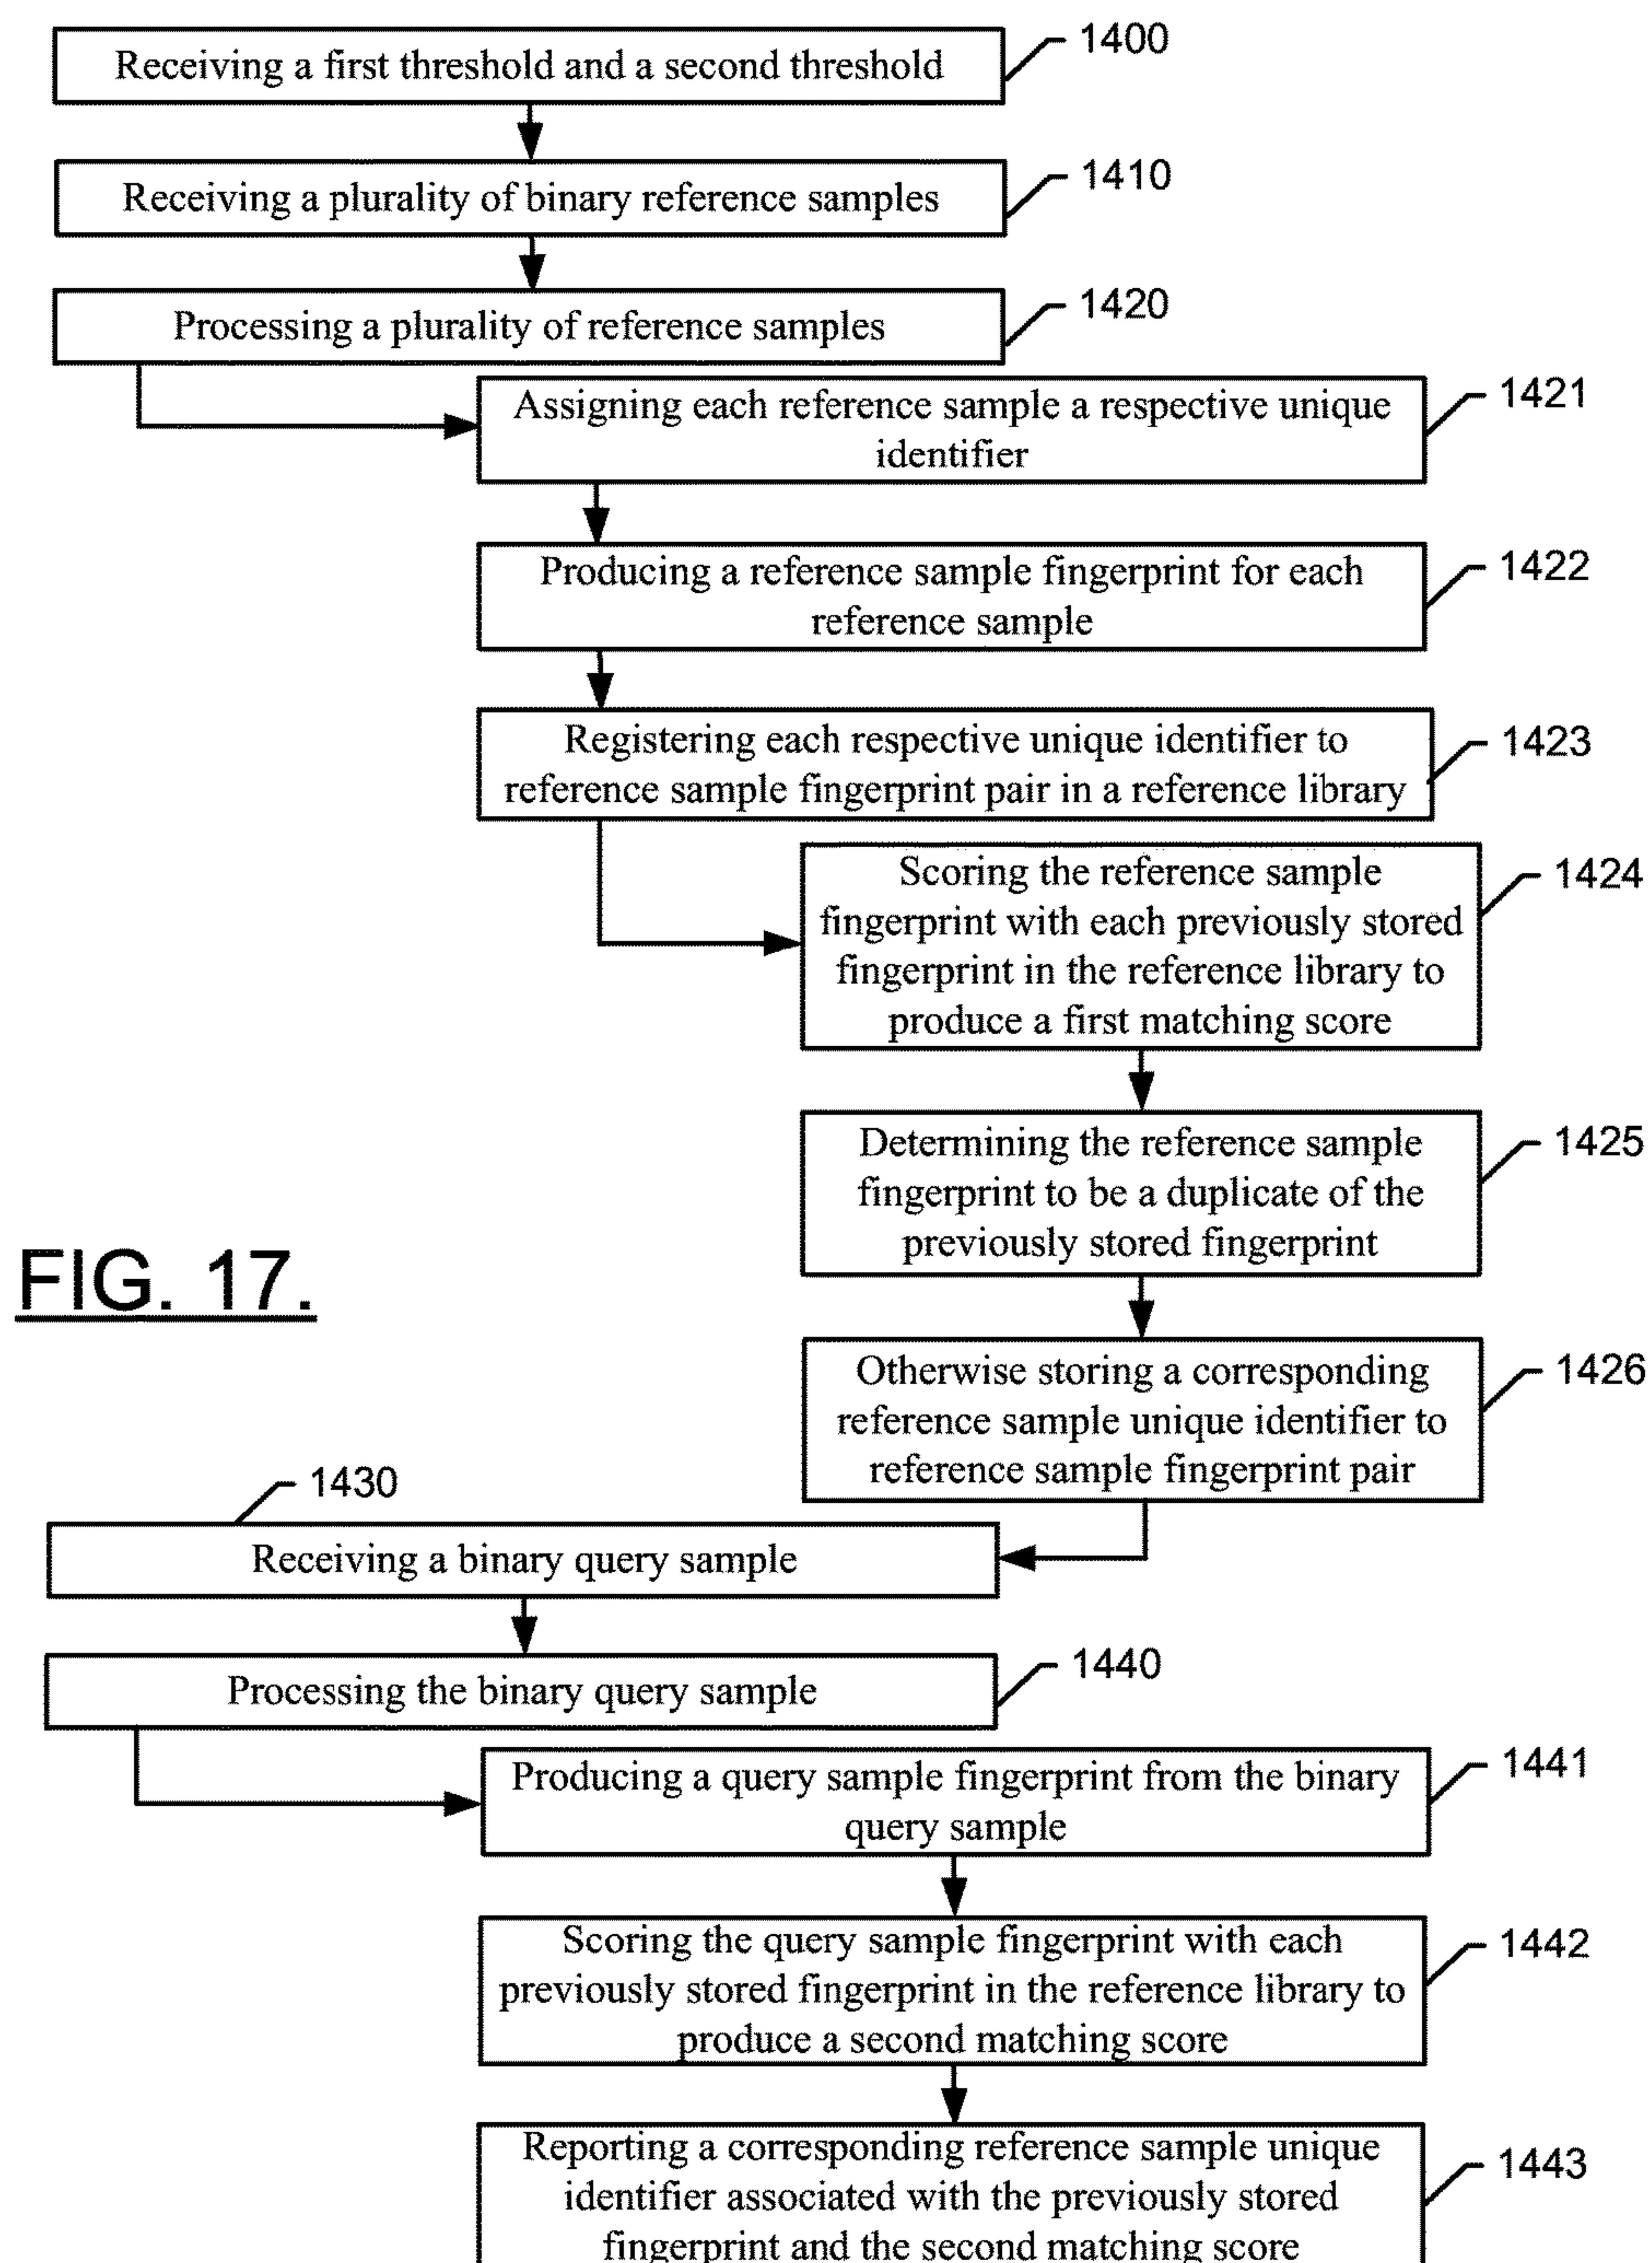 Receiving a first threshold and a second threshold
1400
Receiving a plurality of binary reference samples
1410
Processing a plurality of reference samples
1420
Assigning each reference sample a respective unique
identifier
1421
Producing a reference sample fingerprint for each
reference sample
1422
Registering each respective unique identifier to
reference sample fingerprint pair in a reference library
1423
Scoring the reference sample
fingerprint with each previously stored
fingerprint in the reference library to
produce a first matching score
1424
Determining the reference sample
fingerprint to be a duplicate of the
previously stored fingerprint
1425
FIG. 17.
Otherwise storing a corresponding
reference sample unique identifier to
reference sample fingerprint pair
1426
1430
Receiving a binary query sample
Processing the binary query sample
1440
Producing a query sample fingerprint from the binary
query sample
1441
Scoring the query sample fingerprint with each
previously stored fingerprint in the reference library to
produce a second matching score
1442
Reporting a corresponding reference sample unique
identifier associated with the previously stored
fingerprint and the second matching score
1443